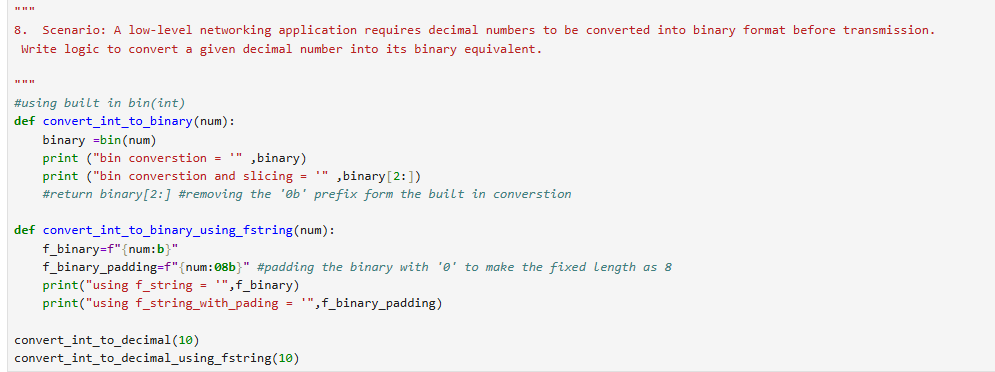 """
8.  Scenario: A low-level networking application requires decimal numbers to be converted into binary format before transmission.
 Write logic to convert a given decimal number into its binary equivalent.

"""
#using built in bin(int)
def convert_int_to_binary(num):
    binary =bin(num)
    print ("bin converstion = '" ,binary)
    print ("bin converstion and slicing = '" ,binary[2:])
    #return binary[2:] #removing the '0b' prefix form the built in converstion

def convert_int_to_binary_using_fstring(num):
    f_binary=f"{num:b}"
    f_binary_padding=f"{num:08b}" #padding the binary with '0' to make the fixed length as 8
    print("using f_string = '",f_binary)
    print("using f_string_with_pading = '",f_binary_padding)

convert_int_to_decimal(10)
convert_int_to_decimal_using_fstring(10)